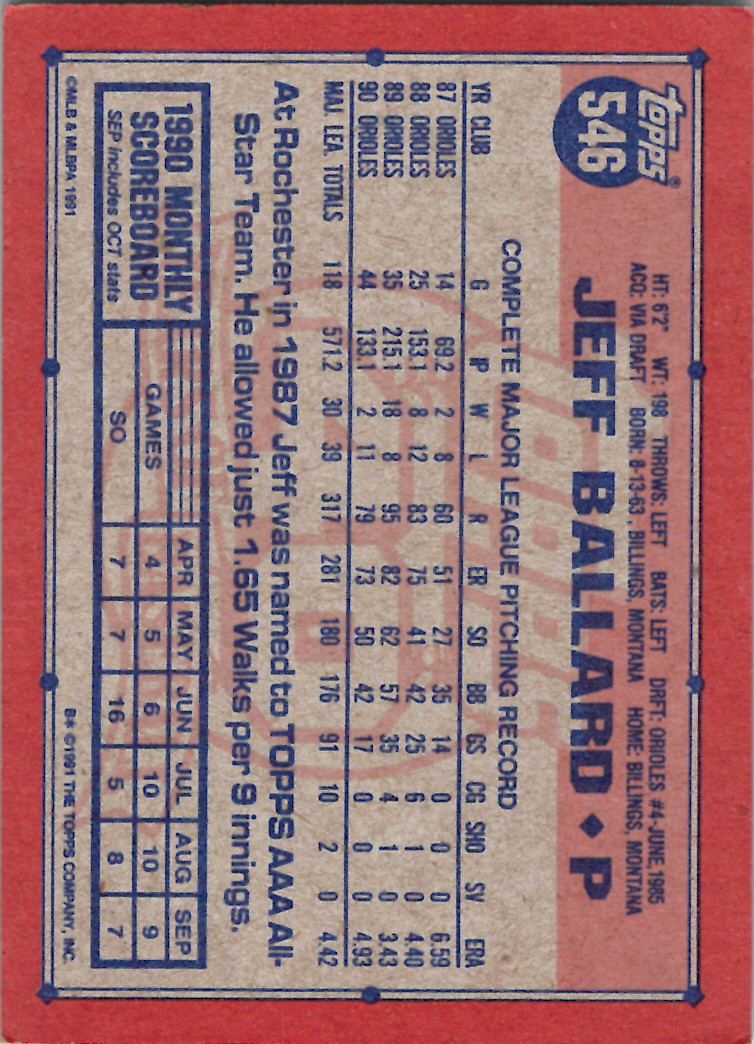 topps®
546
HT: 6'2" WT: 198 THROWS: LEFT BATS: LEFT DRFT: ORIOLES #4-JUNE, 1985
ACQ: VIA DRAFT BORN: 8-13-63, BILLINGS, MONTANA HOME: BILLINGS, MONTANA
JEFF BALLARD ◆ P
COMPLETE MAJOR LEAGUE PITCHING RECORD
YR CLUB G IP W L R ER SO BB GS CG SHO SV ERA
87 ORIOLES 14 69.2 2 8 60 51 27 35 14 0 0 0 6.59
88 ORIOLES 25 153.1 8 12 83 75 41 42 25 6 1 0 4.40
89 ORIOLES 35 215.1 18 8 95 82 62 57 35 4 1 0 3.43
90 ORIOLES 44 133.1 2 11 79 73 50 42 17 0 0 0 4.93
MAJ. LEA. TOTALS 118 571.2 30 39 317 281 180 176 91 10 2 0 4.42
At Rochester in 1987 Jeff was named to TOPPS AAA All-
Star Team. He allowed just 1.65 Walks per 9 innings.
1990 MONTHLY
SCOREBOARD
SEP includes OCT stats
APR MAY JUN JUL AUG SEP
GAMES 4 5 6 10 10 9
SO 7 7 16 5 8 7
©MLB & MLBPA 1991
B* ©1991 THE TOPPS COMPANY, INC.